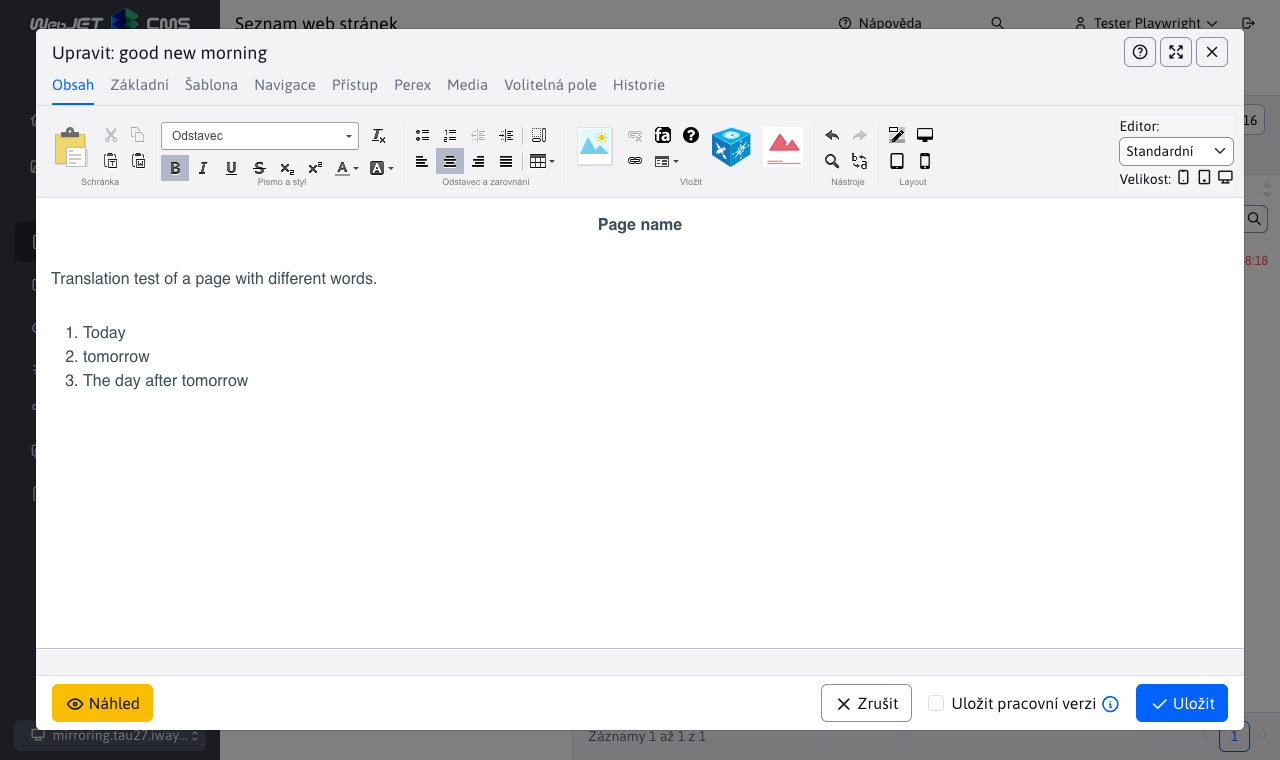 WebJET CMS
Seznam web stránek
Nápověda
Tester Playwright
Upravit: good new morning
Obsah Základní Šablona Navigace Přístup Perex Media Volitelná pole Historie
Odstavec
Schránka
Písmo a styl
Odstavec a zarovnání
Vložit
Nástroje
Layout
Editor:
Standardní
Velikost:
16
8:18
Page name
Translation test of a page with different words.
1. Today
2. tomorrow
3. The day after tomorrow
Náhled
Zrušit
Uložit pracovní verzi
Uložit
mirroring.tau27.iway...
Záznamy 1 až 1 z 1
1